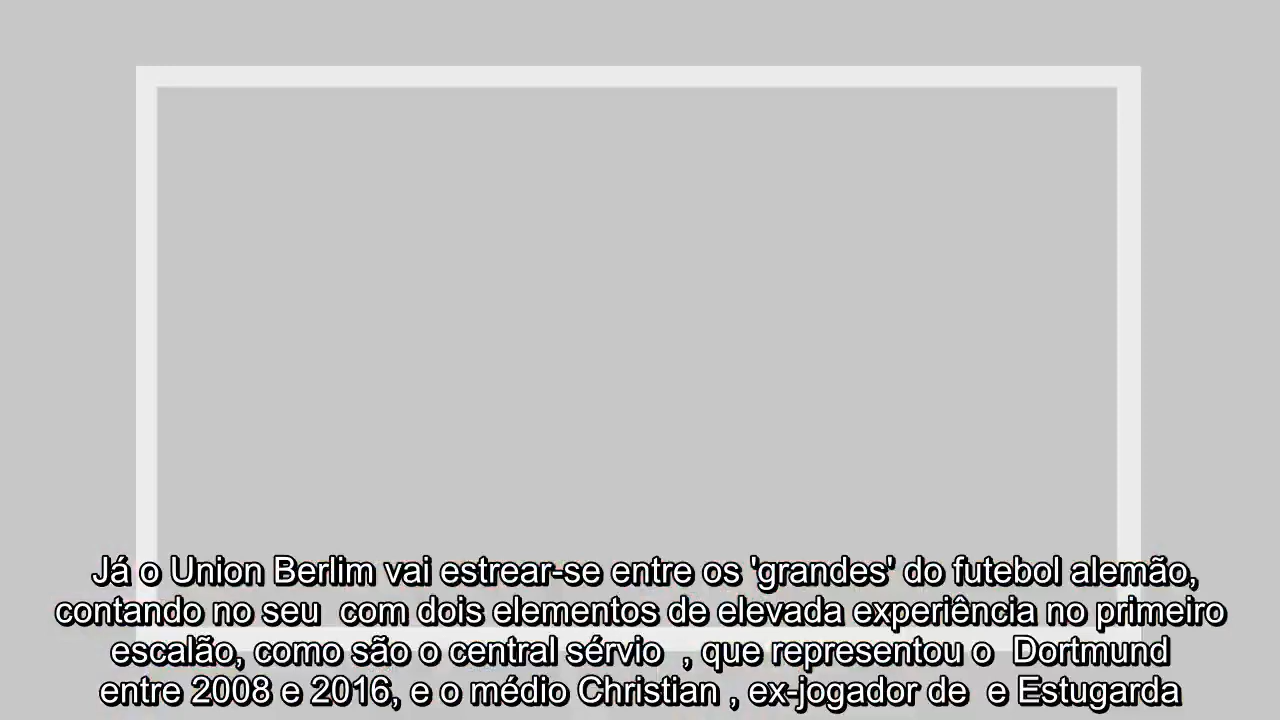 Já o Union Berlim vai estrear-se entre os 'grandes' do futebol alemão,
contando no seu  com dois elementos de elevada experiência no primeiro
escalão, como são o central sérvio  , que representou o  Dortmund
entre 2008 e 2016, e o médio Christian , ex-jogador de  e Estugarda